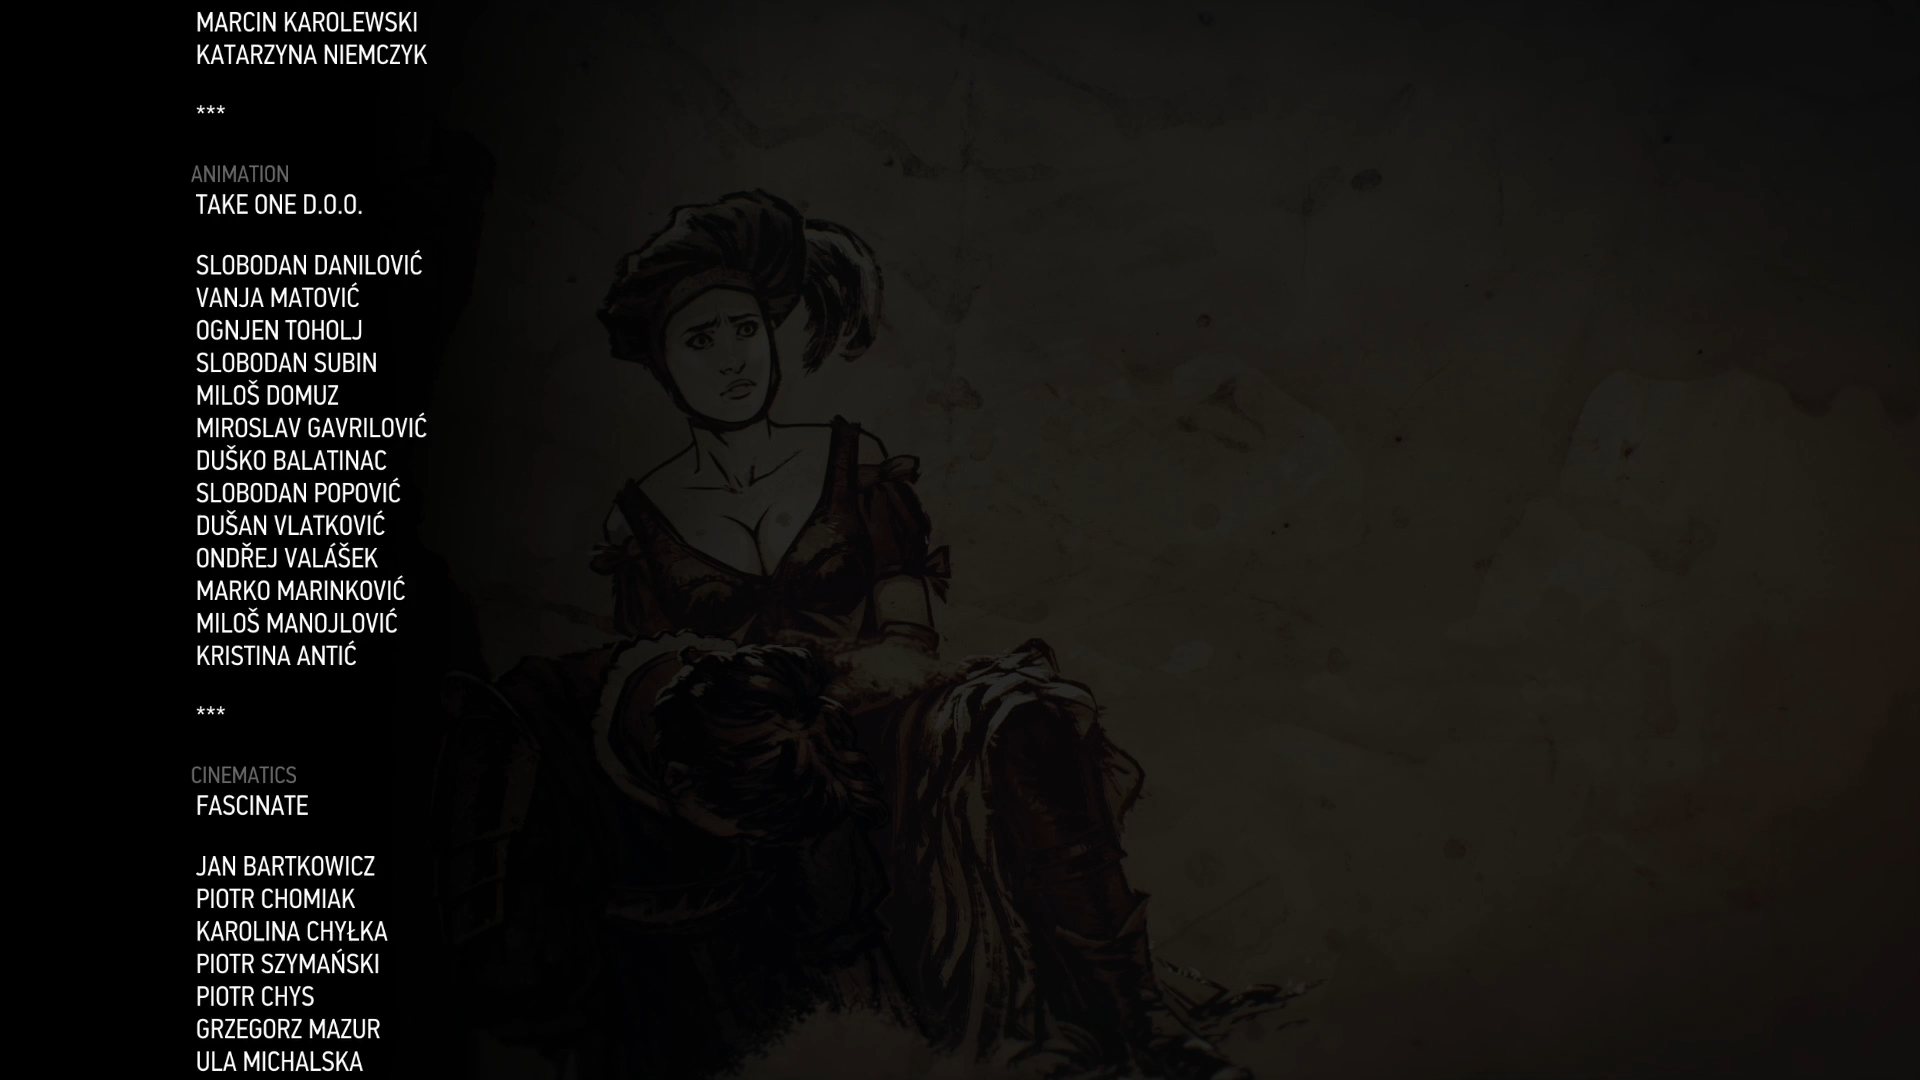 MARCIN KAROLEWSKI
KATARZYNA NIEMCZYK
***
ANIMATION
TAKE ONE D.O.O.
SLOBODAN DANILOVIĆ
VANJA MATOVIĆ
OGNJEN TOHOLJ
SLOBODAN SUBIN
MILOŠ DOMUZ
MIROSLAV GAVRILOVIĆ
DUŠKO BALATINAC
SLOBODAN POPOVIĆ
DUŠAN VLATKOVIĆ
ONDŘEJ VALÁŠEK
MARKO MARINKOVIĆ
MILOŠ MANOJLOVIĆ
KRISTINA ANTIĆ
***
CINEMATICS
FASCINATE
JAN BARTKOWICZ
PIOTR CHOMIAK
KAROLINA CHYŁKA
PIOTR SZYMAŃSKI
PIOTR CHYS
GRZEGORZ MAZUR
ULA MICHALSKA